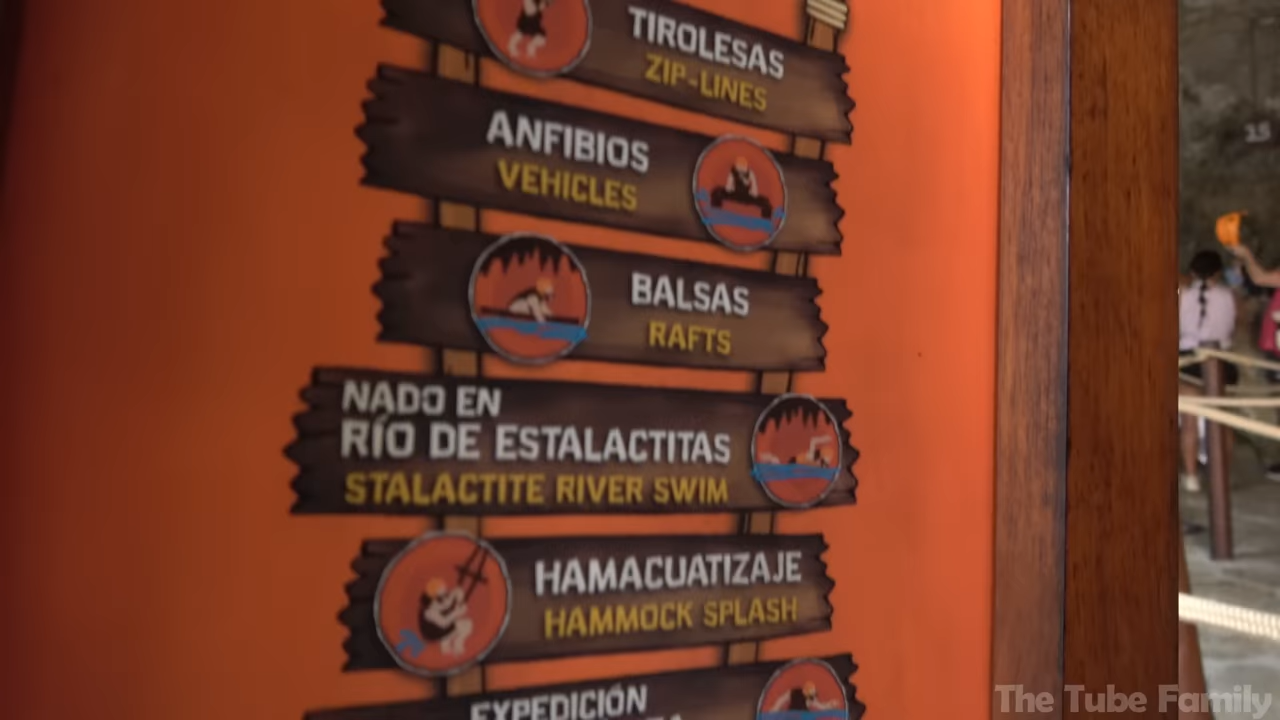 TIROLESAS
ZIP-LINES
ANFIBIOS
VEHICLES
BALSAS
RAFTS
NADO EN
RÍO DE ESTALACTITAS
STALACTITE RIVER SWIM
HAMACUATIZAJE
HAMMOCK SPLASH
EXPEDICIÓN
15
The Tube Family